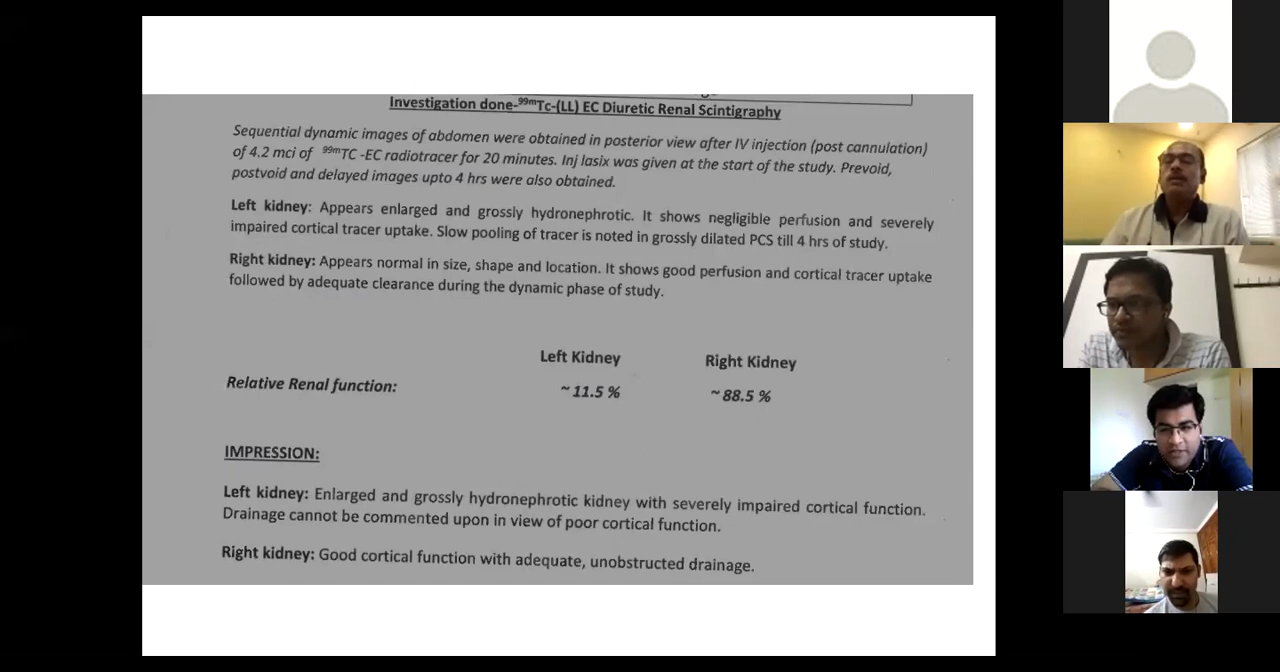 Investigation done-⁹⁹ᵐTc-(LL) EC Diuretic Renal Scintigraphy
Sequential dynamic images of abdomen were obtained in posterior view after IV injection (post cannulation)
of 4.2 mci of ⁹⁹ᵐTC -EC radiotracer for 20 minutes. Inj lasix was given at the start of the study. Prevoid,
postvoid and delayed images upto 4 hrs were also obtained.
Left kidney: Appears enlarged and grossly hydronephrotic. It shows negligible perfusion and severely
impaired cortical tracer uptake. Slow pooling of tracer is noted in grossly dilated PCS till 4 hrs of study.
Right kidney: Appears normal in size, shape and location. It shows good perfusion and cortical tracer uptake
followed by adequate clearance during the dynamic phase of study.
Left Kidney Right Kidney
Relative Renal function: ~ 11.5 % ~ 88.5 %
IMPRESSION:
Left kidney: Enlarged and grossly hydronephrotic kidney with severely impaired cortical function.
Drainage cannot be commented upon in view of poor cortical function.
Right kidney: Good cortical function with adequate, unobstructed drainage.